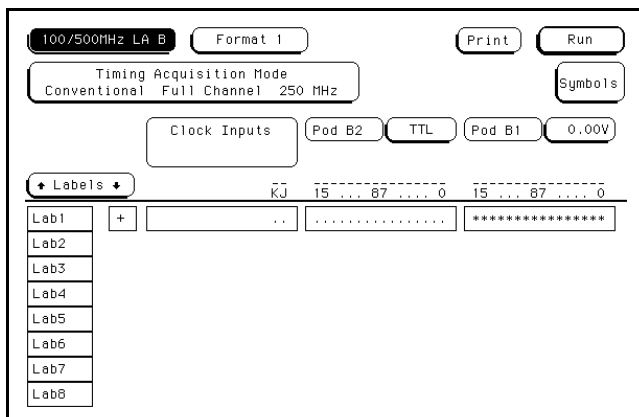 100/500MHz LA B Format 1 Print Run
Timing Acquisition Mode
Conventional Full Channel 250 MHz
Symbols
Clock Inputs Pod B2 TTL Pod B1 0.00V
↑ Labels ↓
KJ 15 ... 87 .... 0 15 ... 87 .... 0
Lab1 + .. ................ ****************
Lab2
Lab3
Lab4
Lab5
Lab6
Lab7
Lab8